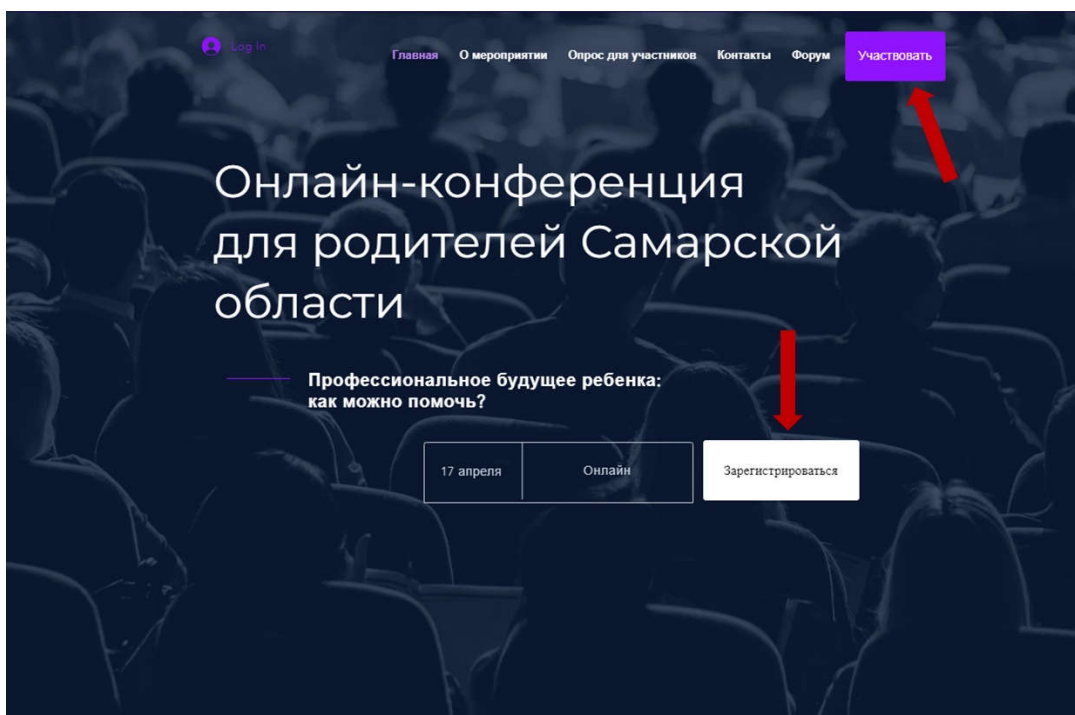 Log In
Главная О мероприятии Опрос для участников Контакты Форум Участвовать
Онлайн-конференция
для родителей Самарской
области
Профессиональное будущее ребенка:
как можно помочь?
17 апреля Онлайн Зарегистрироваться